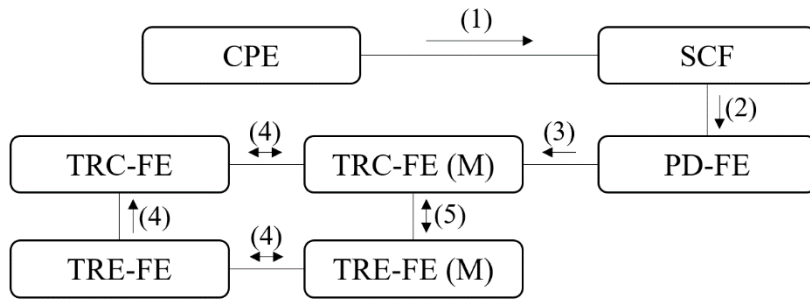 (1)
CPE
SCF
(2)
(4)
(3)
TRC-FE
TRC-FE (M)
PD-FE
(4)
(5)
(4)
TRE-FE
TRE-FE (M)